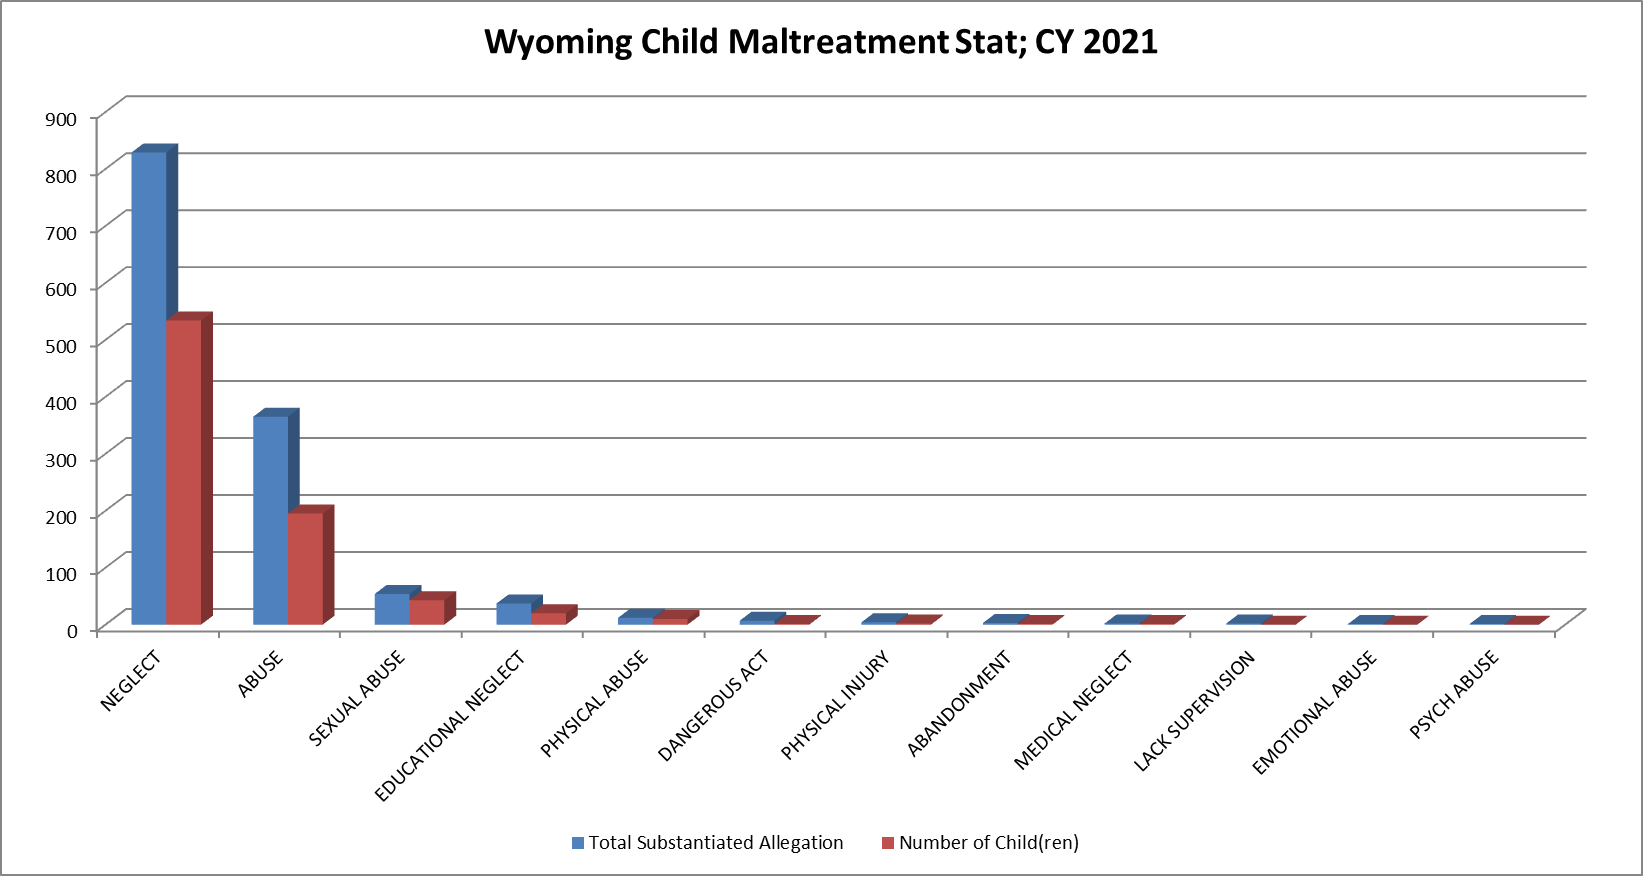 Wyoming Child Maltreatment Stat; CY 2021
900
800
700
600
500
400
300
200
100
0
NEGLECT
ABUSE
SEXUAL ABUSE
EDUCATIONAL NEGLECT
PHYSICAL ABUSE
DANGEROUS ACT
PHYSICAL INJURY
ABANDONMENT
MEDICAL NEGLECT
LACK SUPERVISION
EMOTIONAL ABUSE
PSYCH ABUSE
Total Substantiated Allegation
Number of Child(ren)